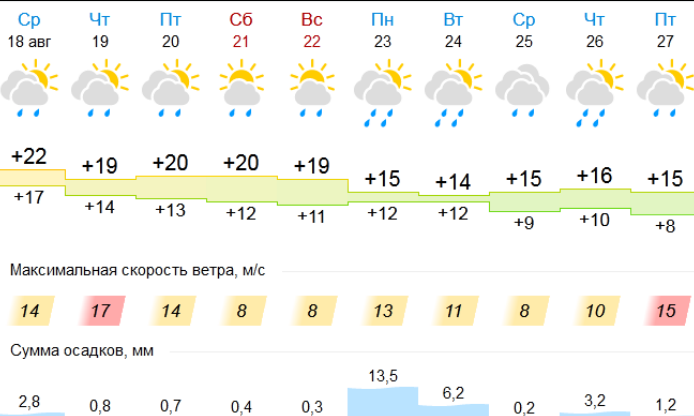 Ср Чт Пт Сб Вс Пн Вт Ср Чт Пт
18 авг 19 20 21 22 23 24 25 26 27
+22 +19 +20 +20 +19 +15 +14 +15 +16 +15
+17 +14 +13 +12 +11 +12 +12 +9 +10 +8
Максимальная скорость ветра, м/с
14 17 14 8 8 13 11 8 10 15
Сумма осадков, мм
2,8 0,8 0,7 0,4 0,3 13,5 6,2 0,2 3,2 1,2